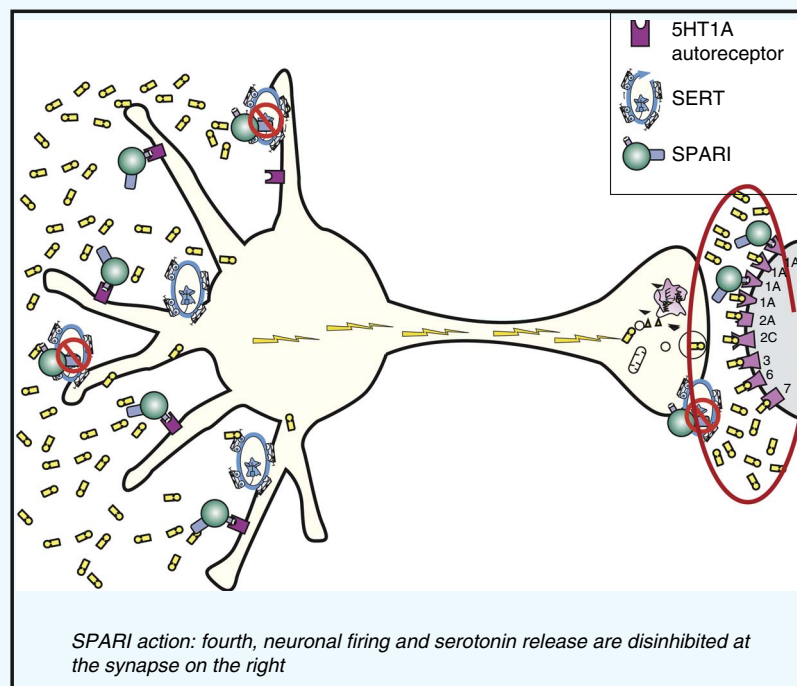 5HT1A
autoreceptor
SERT
SPARI
1A
1A
1A
1A
2A
2C
3
6
7
SPARI action: fourth, neuronal firing and serotonin release are disinhibited at
the synapse on the right